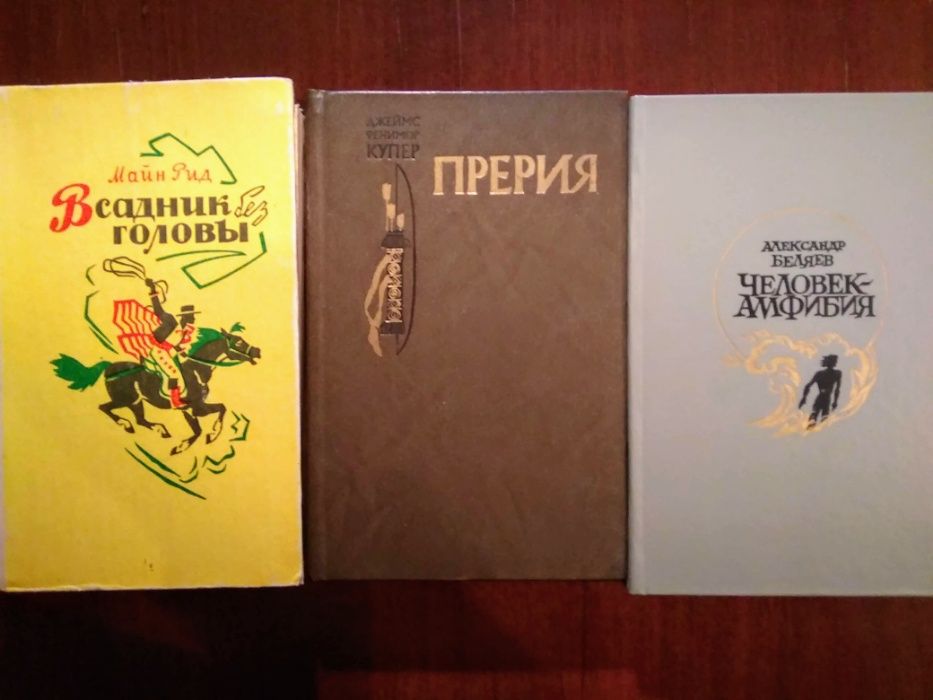 Майн Рид
Всадник без
головы
ДЖЕЙМС
ФЕНИМОР
КУПЕР
ПРЕРИЯ
АЛЕКСАНДР
БЕЛЯЕВ
ЧЕЛОВЕК-
АМФИБИЯ